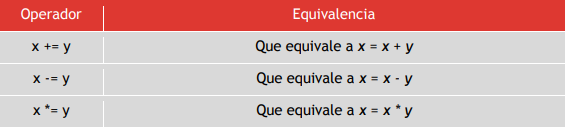 Operador Equivalencia
x += y Que equivale a x = x + y
x -= y Que equivale a x = x - y
x *= y Que equivale a x = x * y